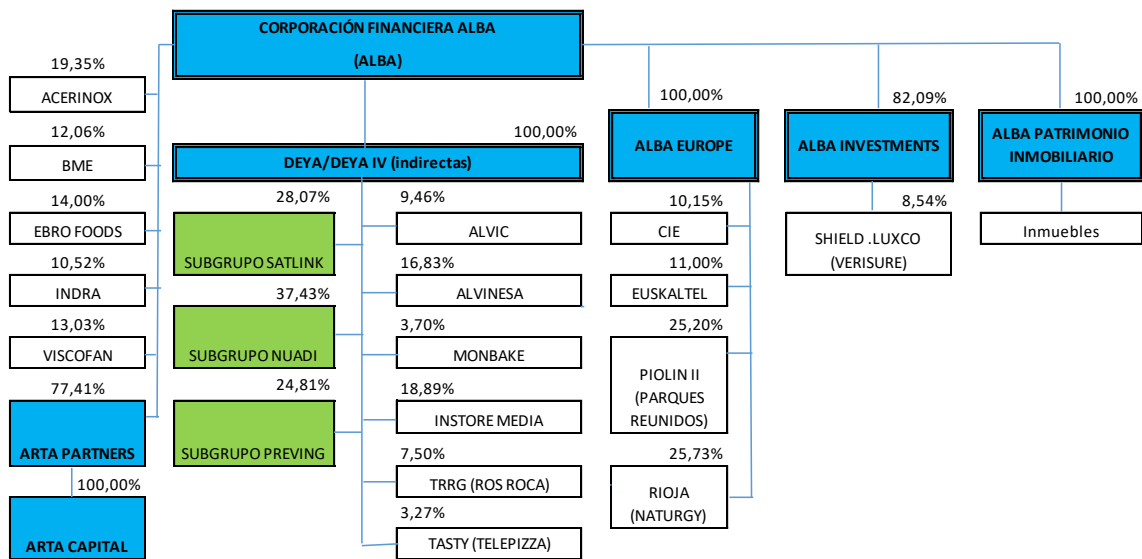 CORPORACIÓN FINANCIERA ALBA
(ALBA)
19,35%
ACERINOX
12,06%
BME
14,00%
EBRO FOODS
10,52%
INDRA
13,03%
VISCOFAN
77,41%
ARTA PARTNERS
100,00%
ARTA CAPITAL
100,00%
DEYA/DEYA IV (indirectas)
28,07%
SUBGRUPO SATLINK
37,43%
SUBGRUPO NUADI
24,81%
SUBGRUPO PREVING
9,46%
ALVIC
16,83%
ALVINESA
3,70%
MONBAKE
18,89%
INSTORE MEDIA
7,50%
TRRG (ROS ROCA)
3,27%
TASTY (TELEPIZZA)
100,00%
ALBA EUROPE
10,15%
CIE
11,00%
EUSKALTEL
25,20%
PIOLIN II
(PARQUES
REUNIDOS)
25,73%
RIOJA
(NATURGY)
82,09%
ALBA INVESTMENTS
8,54%
SHIELD .LUXCO
(VERISURE)
100,00%
ALBA PATRIMONIO
INMOBILIARIO
Inmuebles